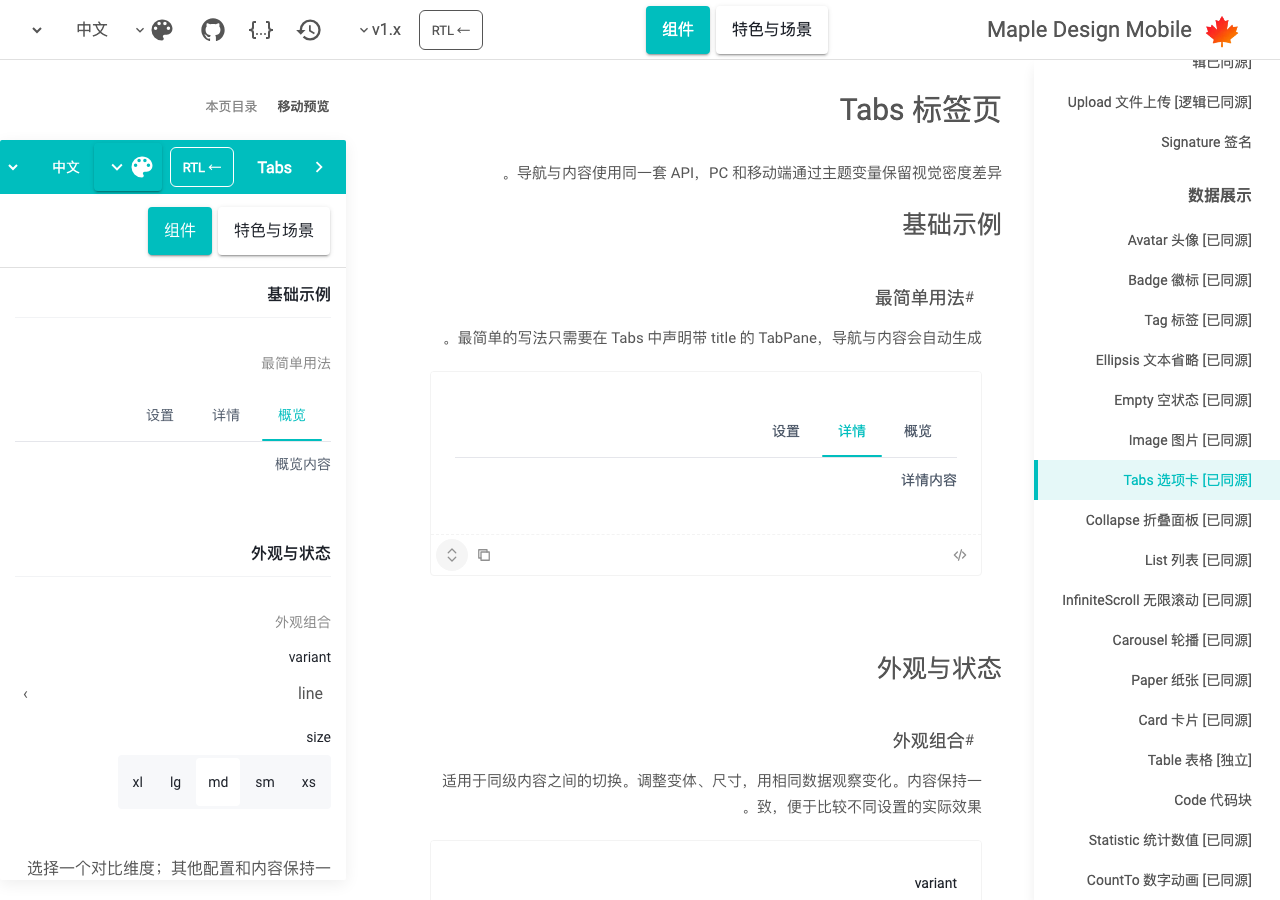 Maple Design Mobile
特色与场景
组件
RTL ←
v1.x
{...}
中文
辑已同源]
Upload 文件上传 [逻辑已同源]
Signature 签名
数据展示
Avatar 头像 [已同源]
Badge 徽标 [已同源]
Tag 标签 [已同源]
Ellipsis 文本省略 [已同源]
Empty 空状态 [已同源]
Image 图片 [已同源]
Tabs 选项卡 [已同源]
Collapse 折叠面板 [已同源]
List 列表 [已同源]
InfiniteScroll 无限滚动 [已同源]
Carousel 轮播 [已同源]
Paper 纸张 [已同源]
Card 卡片 [已同源]
Table 表格 [独立]
Code 代码块
Statistic 统计数值 [已同源]
CountTo 数字动画 [已同源]
Tabs 标签页
导航与内容使用同一套 API，PC 和移动端通过主题变量保留视觉密度差异。
基础示例
#最简单用法
最简单的写法只需要在 Tabs 中声明带 title 的 TabPane，导航与内容会自动生成。
概览
详情
设置
详情内容
外观与状态
#外观组合
适用于同级内容之间的切换。调整变体、尺寸，用相同数据观察变化。内容保持一
致，便于比较不同设置的实际效果。
variant
移动预览
本页目录
Tabs
RTL ←
中文
特色与场景
组件
基础示例
最简单用法
概览
详情
设置
概览内容
外观与状态
外观组合
variant
line
size
xs
sm
md
lg
xl
选择一个对比维度；其他配置和内容保持一